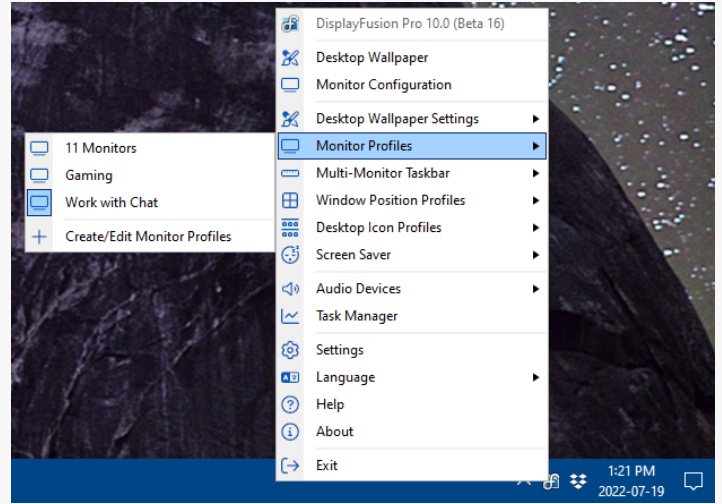 DisplayFusion Pro 10.0 (Beta 16)
Desktop Wallpaper
Monitor Configuration
Desktop Wallpaper Settings
Monitor Profiles
Multi-Monitor Taskbar
Window Position Profiles
Desktop Icon Profiles
Screen Saver
Audio Devices
Task Manager
Settings
Language
Help
About
Exit
11 Monitors
Gaming
Work with Chat
Create/Edit Monitor Profiles
1:21 PM
2022-07-19